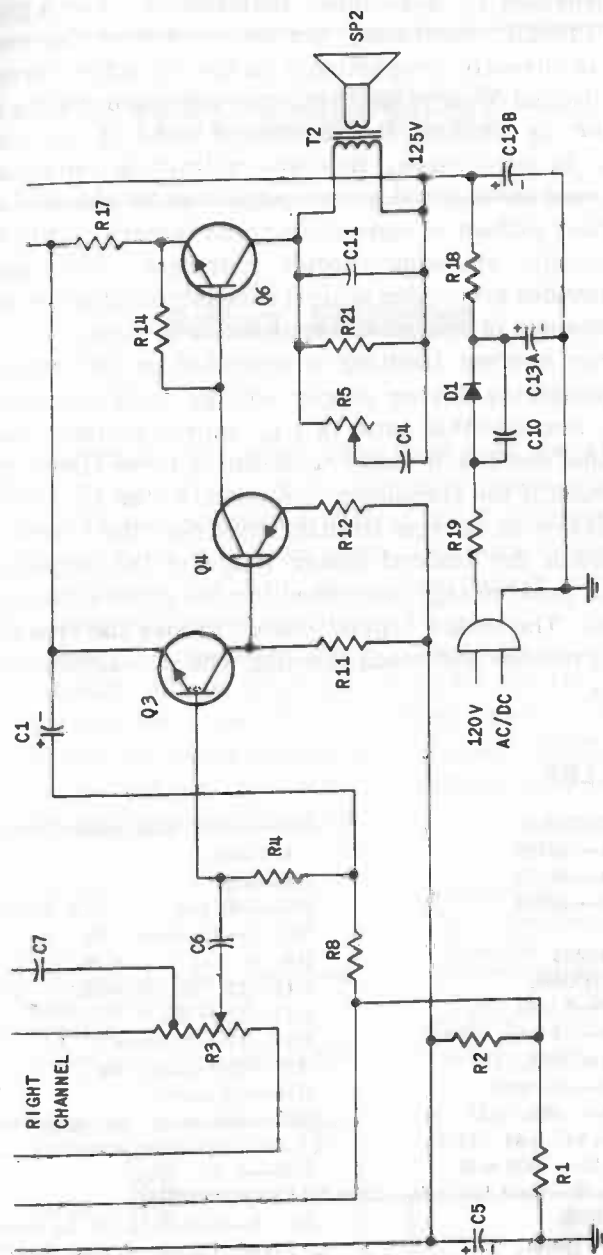 SP2
T2
R17
Q6
R14
C11
125V
C13B
R21
R18
R5
C13A
D1
C4
C10
Q4
R12
R19
C1
Q3
R11
120V
AC/DC
R4
C7
C6
R8
R3
RIGHT
CHANNEL
R2
R1
C5